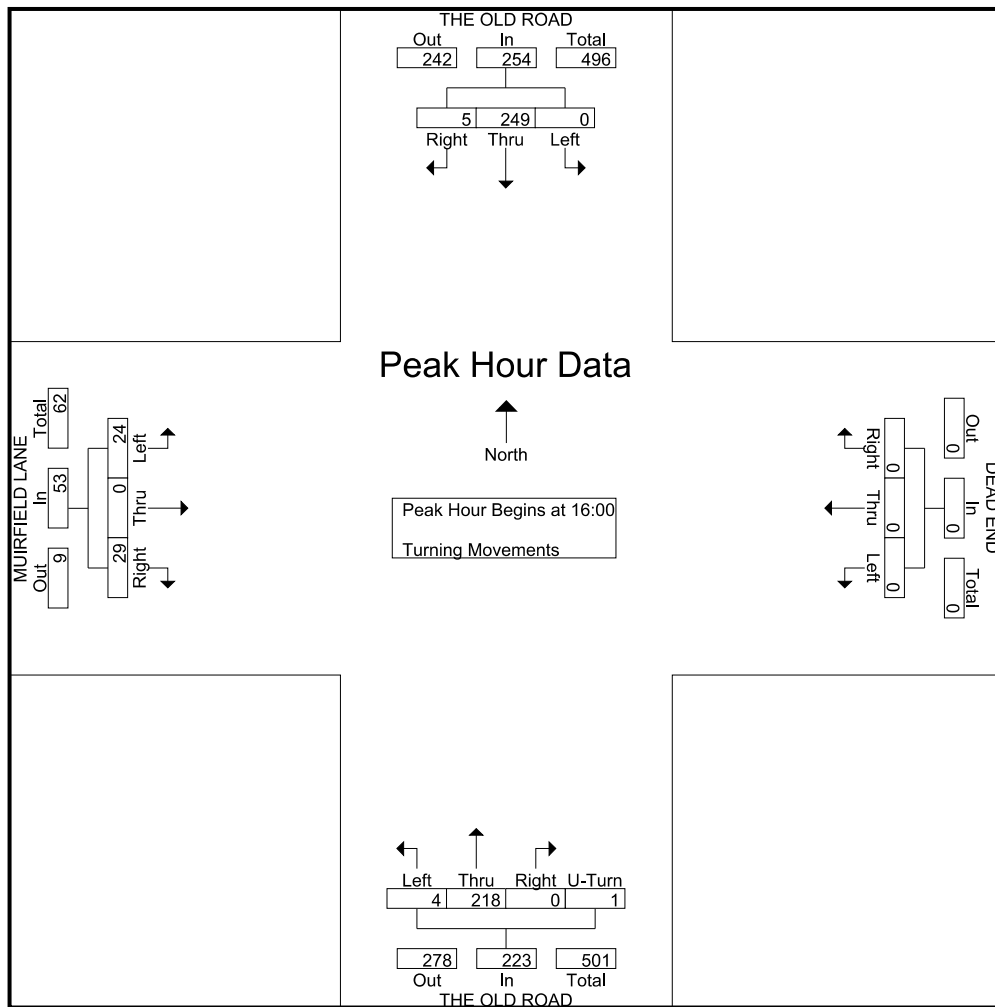 THE OLD ROAD
Out In Total
242 254 496
5 249 0
Right Thru Left
Peak Hour Data
North
Peak Hour Begins at 16:00
Turning Movements
MUIRFIELD LANE
Out In Total
9 53 62
29 0 24
Right Thru Left
DEAD END
Out In Total
0 0 0
0 0 0
Right Thru Left
Left Thru Right U-Turn
4 218 0 1
278 223 501
Out In Total
THE OLD ROAD